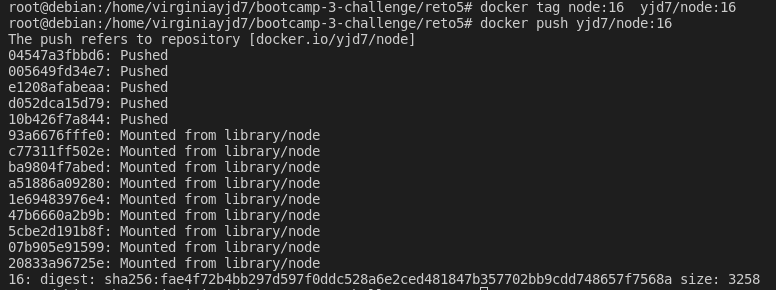 root@debian:/home/virginiayjd7/bootcamp-3-challenge/reto5# docker tag node:16  yjd7/node:16
root@debian:/home/virginiayjd7/bootcamp-3-challenge/reto5# docker push yjd7/node:16
The push refers to repository [docker.io/yjd7/node]
04547a3fbbd6: Pushed
005649fd34e7: Pushed
e1208afabeaa: Pushed
d052dca15d79: Pushed
10b426f7a844: Pushed
93a6676fffe0: Mounted from library/node
c77311ff502e: Mounted from library/node
ba9804f7abed: Mounted from library/node
a51886a09280: Mounted from library/node
1e69483976e4: Mounted from library/node
47b6660a2b9b: Mounted from library/node
5cbe2d191b8f: Mounted from library/node
07b905e91599: Mounted from library/node
20833a96725e: Mounted from library/node
16: digest: sha256:fae4f72b4bb297d597f0ddc528a6e2ced481847b357702bb9cdd748657f7568a size: 3258